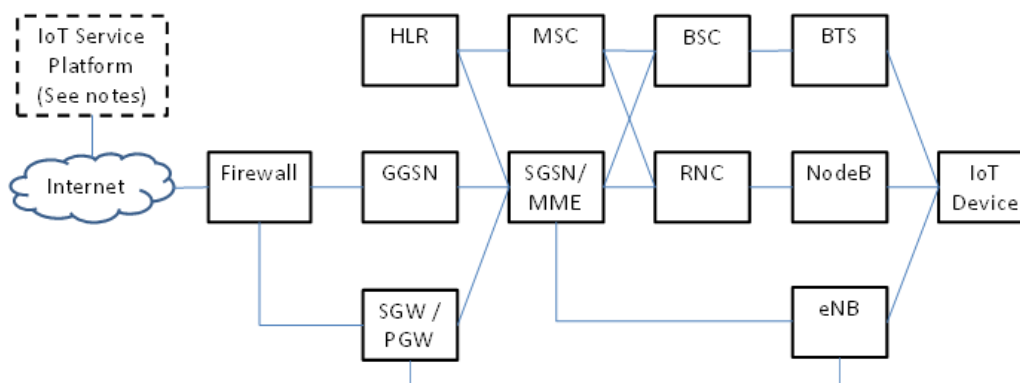 IoT Service
Platform
(See notes)
HLR
MSC
BSC
BTS
Internet
Firewall
GGSN
SGSN/
MME
RNC
NodeB
IoT
Device
SGW /
PGW
eNB